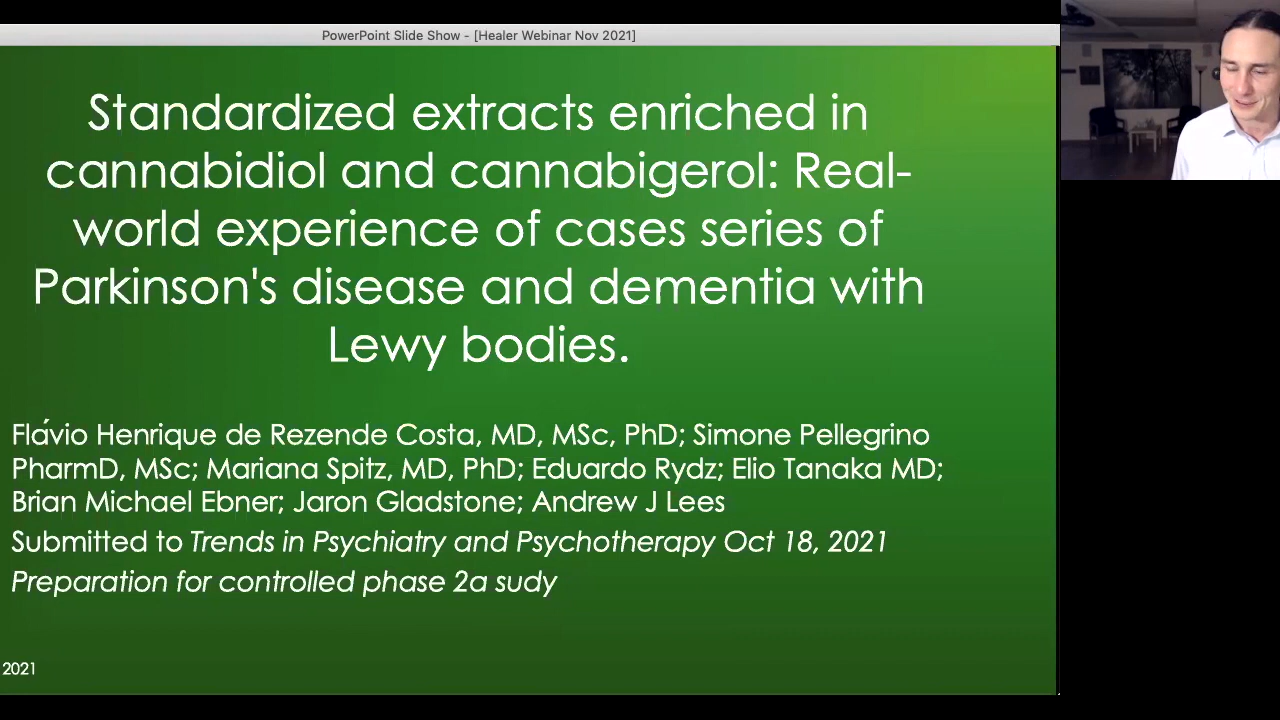 PowerPoint Slide Show - [Healer Webinar Nov 2021]
Standardized extracts enriched in
cannabidiol and cannabigerol: Real-
world experience of cases series of
Parkinson's disease and dementia with
Lewy bodies.
Flávio Henrique de Rezende Costa, MD, MSc, PhD; Simone Pellegrino
PharmD, MSc; Mariana Spitz, MD, PhD; Eduardo Rydz; Elio Tanaka MD;
Brian Michael Ebner; Jaron Gladstone; Andrew J Lees
Submitted to Trends in Psychiatry and Psychotherapy Oct 18, 2021
Preparation for controlled phase 2a sudy
2021